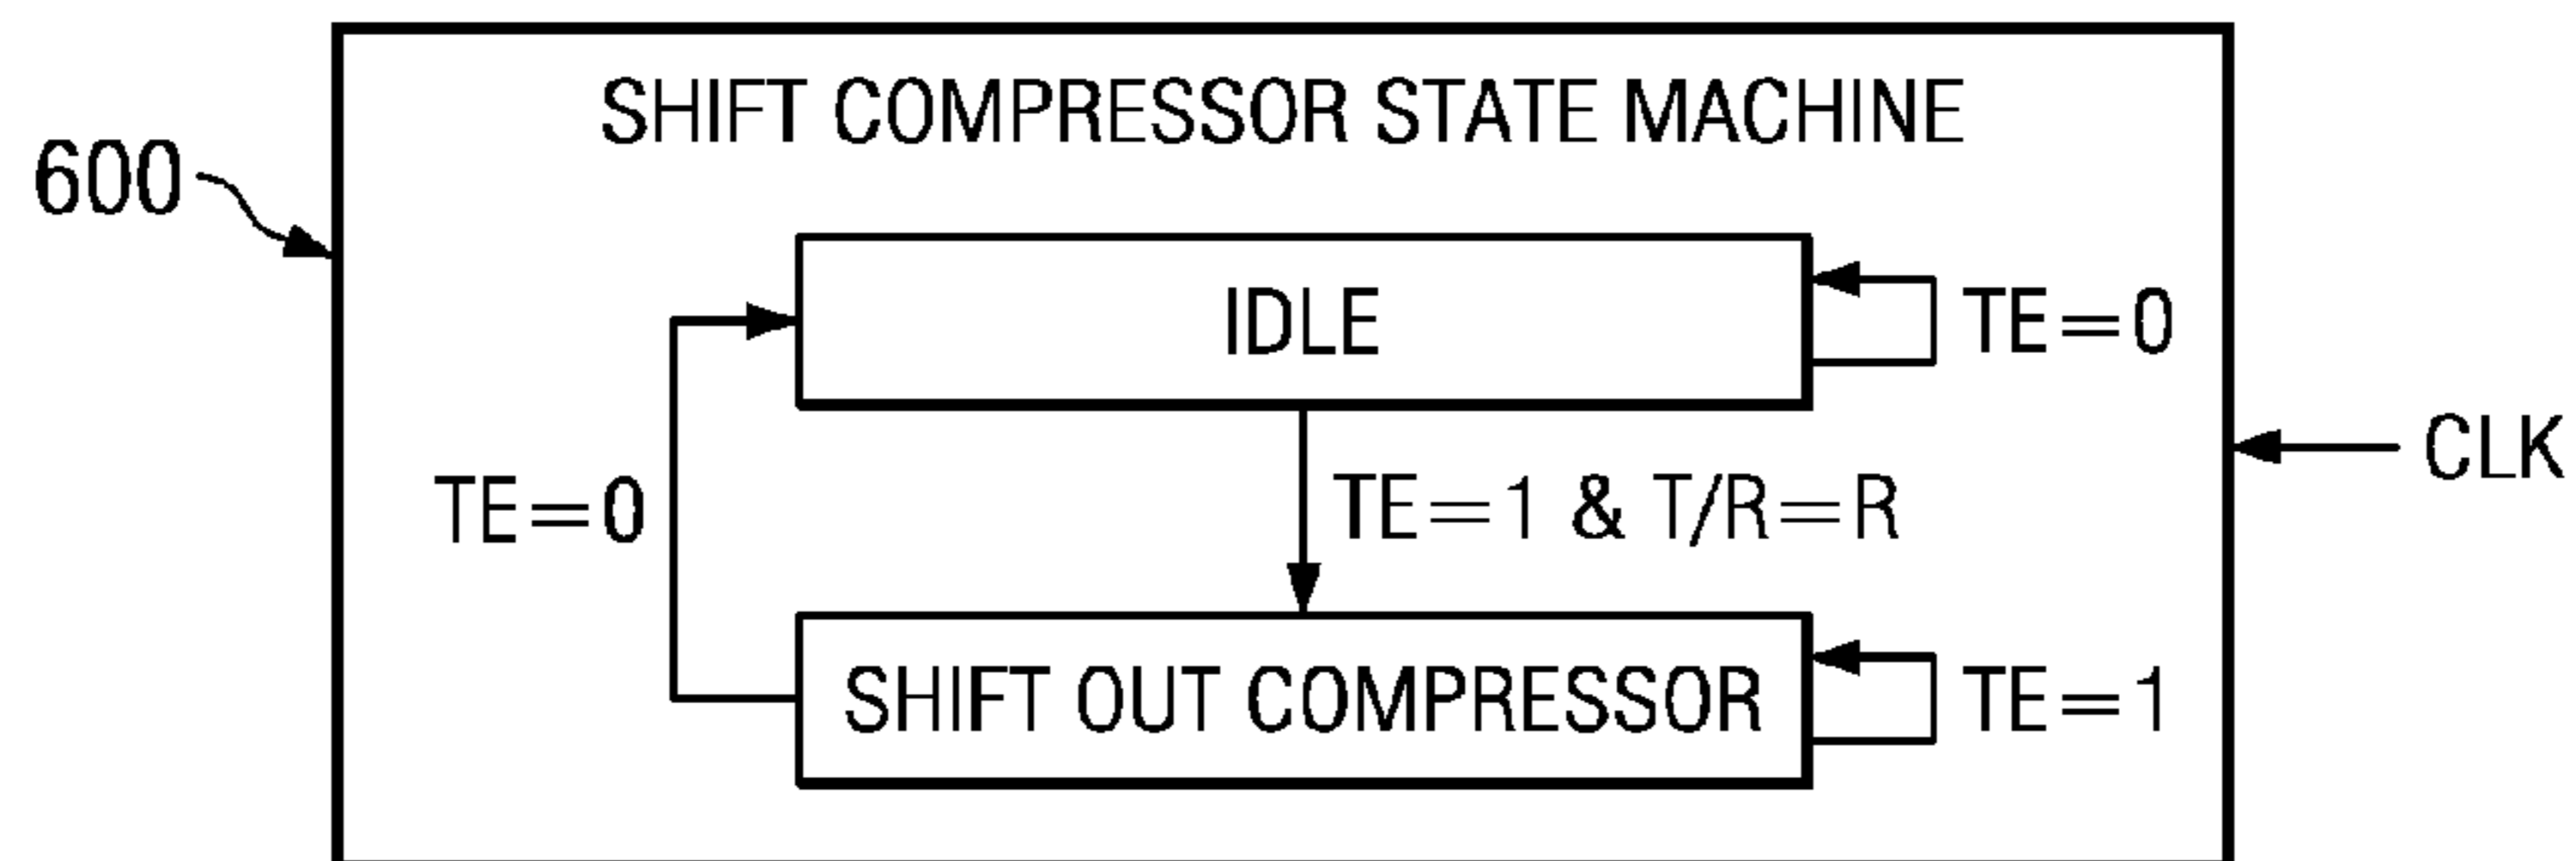 SHIFT COMPRESSOR STATE MACHINE
600
IDLE
TE=0
CLK
TE=0
TE=1 & T/R=R
SHIFT OUT COMPRESSOR
TE=1